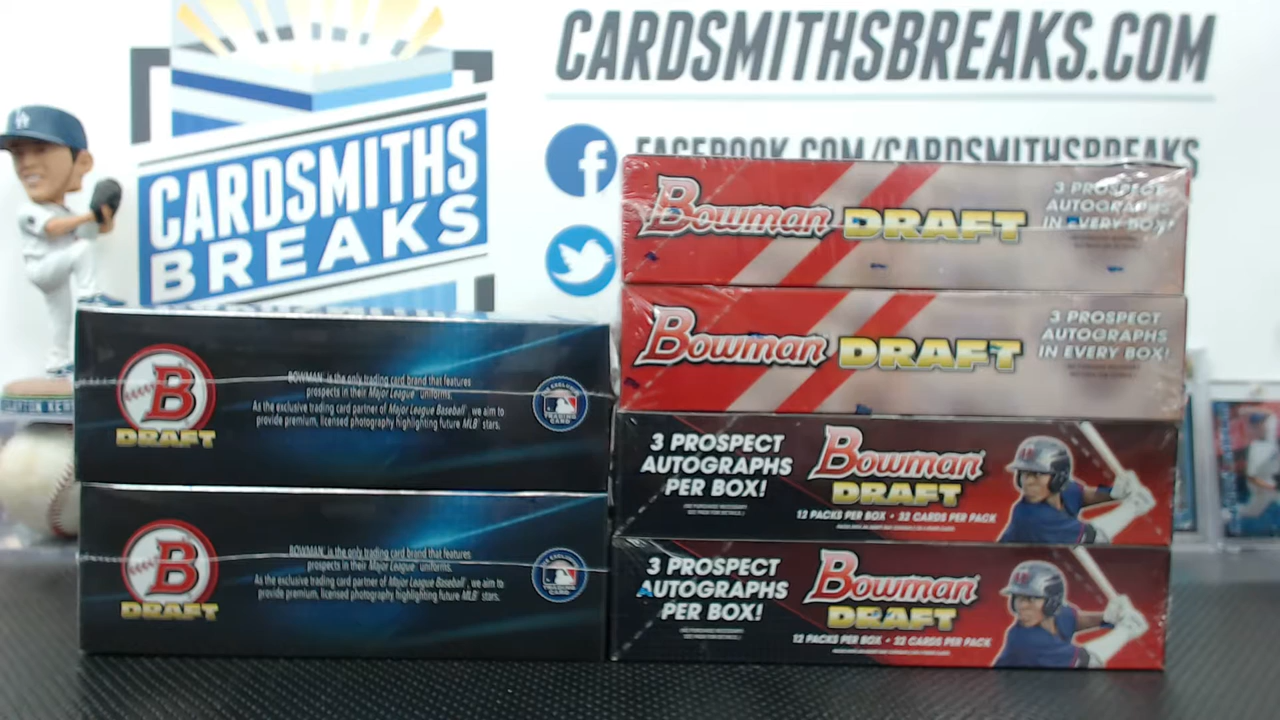 CARDSMITHSBREAKS.COM
CARDSMITHS
BREAKS
FACEBOOK.COM/CARDSMITHSBREAKS
Bowman DRAFT
3 PROSPECT
AUTOGRAPHS
IN EVERY BOX!
Bowman DRAFT
3 PROSPECT
AUTOGRAPHS
IN EVERY BOX!
B
DRAFT
BOWMAN® is the only trading card brand that features
prospects in their Major League® uniforms.
As the exclusive trading card partner of Major League Baseball®, we aim to
provide premium, licensed photography highlighting future MLB® stars.
3 PROSPECT
AUTOGRAPHS
PER BOX!
Bowman
DRAFT
12 PACKS PER BOX • 32 CARDS PER PACK
B
DRAFT
BOWMAN® is the only trading card brand that features
prospects in their Major League® uniforms.
As the exclusive trading card partner of Major League Baseball®, we aim to
provide premium, licensed photography highlighting future MLB® stars.
3 PROSPECT
AUTOGRAPHS
PER BOX!
Bowman
DRAFT
12 PACKS PER BOX • 32 CARDS PER PACK